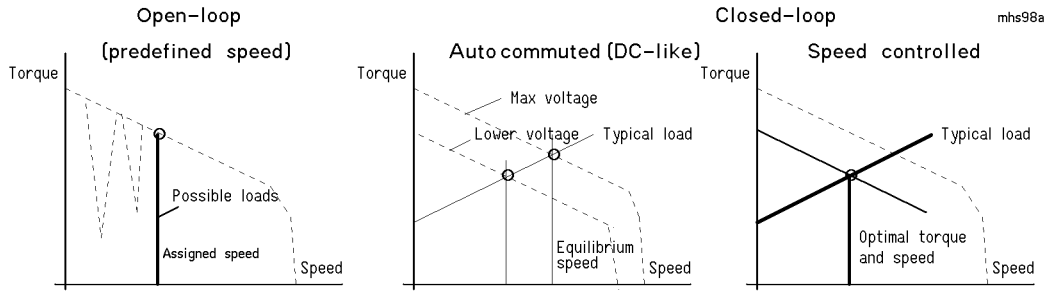 Open-loop
Closed-loop
mhs98a
(predefined speed)
Auto commuted (DC-like)
Speed controlled
Torque
Possible loads
Assigned speed
Speed
Torque
Max voltage
Lower voltage
Typical load
Equilibrium
speed
Speed
Torque
Typical load
Optimal torque
and speed
Speed